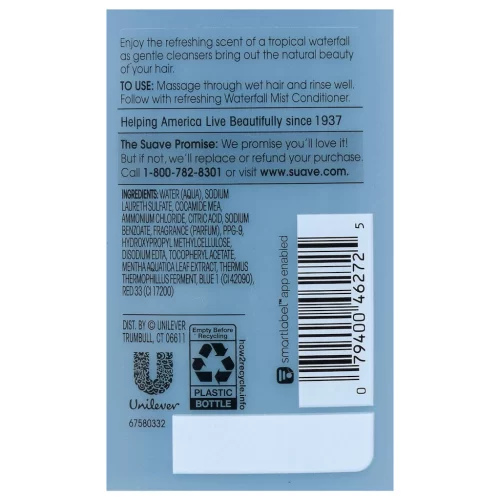 Enjoy the refreshing scent of a tropical waterfall
as gentle cleansers bring out the natural beauty
of your hair.
TO USE: Massage through wet hair and rinse well.
Follow with refreshing Waterfall Mist Conditioner.
Helping America Live Beautifully since 1937
The Suave Promise: We promise you'll love it!
But if not, we'll replace or refund your purchase.
Call 1-800-782-8301 or visit www.suave.com.
INGREDIENTS: WATER (AQUA), SODIUM
LAURETH SULFATE, COCAMIDE MEA,
AMMONIUM CHLORIDE, CITRIC ACID, SODIUM
BENZOATE, FRAGRANCE (PARFUM), PPG-9,
HYDROXYPROPYL METHYLCELLULOSE,
DISODIUM EDTA, TOCOPHERYL ACETATE,
MENTHA AQUATICA LEAF EXTRACT, THERMUS
THERMOPHILLUS FERMENT, BLUE 1 (CI 42090),
RED 33 (CI 17200)
DIST. BY © UNILEVER
TRUMBULL, CT 06611
Unilever
67580332
Empty Before
Recycling
PLASTIC
BOTTLE
how2recycle.info
smartlabel™ app enabled
0 79400 46272 5